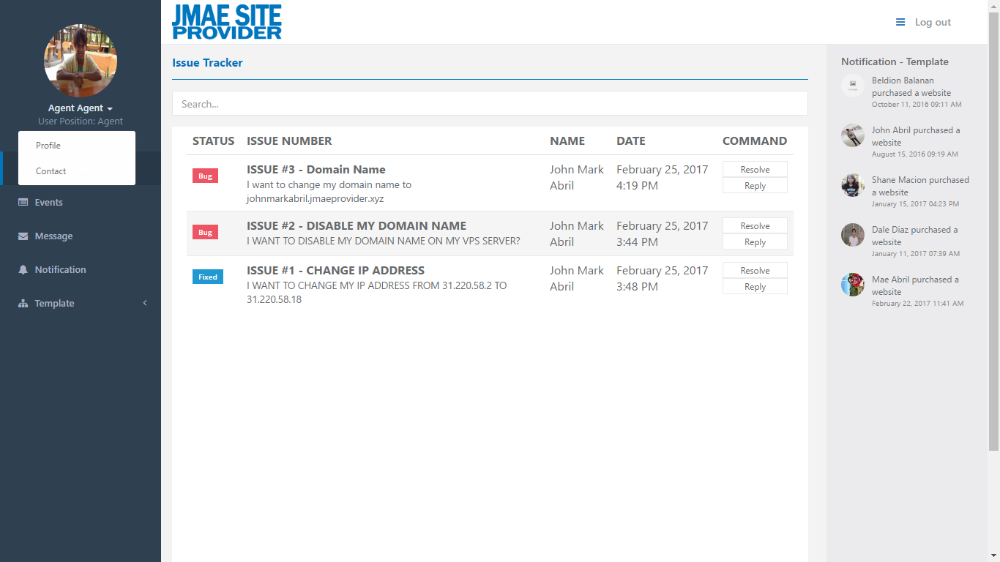 Agent Agent
User Position: Agent
Profile
Contact
Events
Message
Notification
Template
JMAE SITE
PROVIDER
Log out
Issue Tracker
Search...
STATUS ISSUE NUMBER NAME DATE COMMAND
Bug
ISSUE #3 - Domain Name
I want to change my domain name to
johnmarkabril.jmaeprovider.xyz
John Mark
Abril
February 25, 2017
4:19 PM
Resolve
Reply
Bug
ISSUE #2 - DISABLE MY DOMAIN NAME
I WANT TO DISABLE MY DOMAIN NAME ON MY VPS SERVER?
John Mark
Abril
February 25, 2017
3:44 PM
Resolve
Reply
Fixed
ISSUE #1 - CHANGE IP ADDRESS
I WANT TO CHANGE MY IP ADDRESS FROM 31.220.58.2 TO
31.220.58.18
John Mark
Abril
February 25, 2017
3:48 PM
Resolve
Reply
Notification - Template
Beldion Balanan
purchased a website
October 11, 2016 09:11 AM
John Abril purchased a
website
August 15, 2016 09:19 AM
Shane Macion purchased
a website
January 15, 2017 04:23 PM
Dale Diaz purchased a
website
January 11, 2017 07:39 AM
Mae Abril purchased a
website
February 22, 2017 11:41 AM